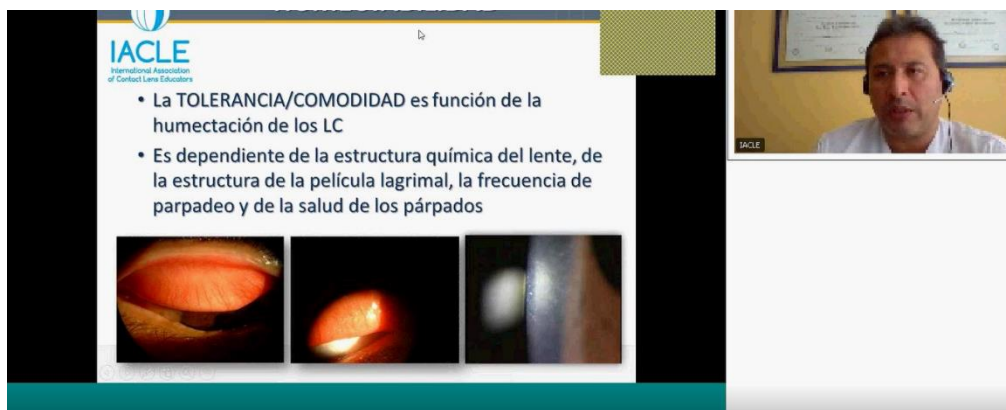 IACLE
International Association
of Contact Lens Educators
• La TOLERANCIA/COMODIDAD es función de la
humectación de los LC
• Es dependiente de la estructura química del lente, de
la estructura de la película lagrimal, la frecuencia de
parpadeo y de la salud de los párpados
IACLE